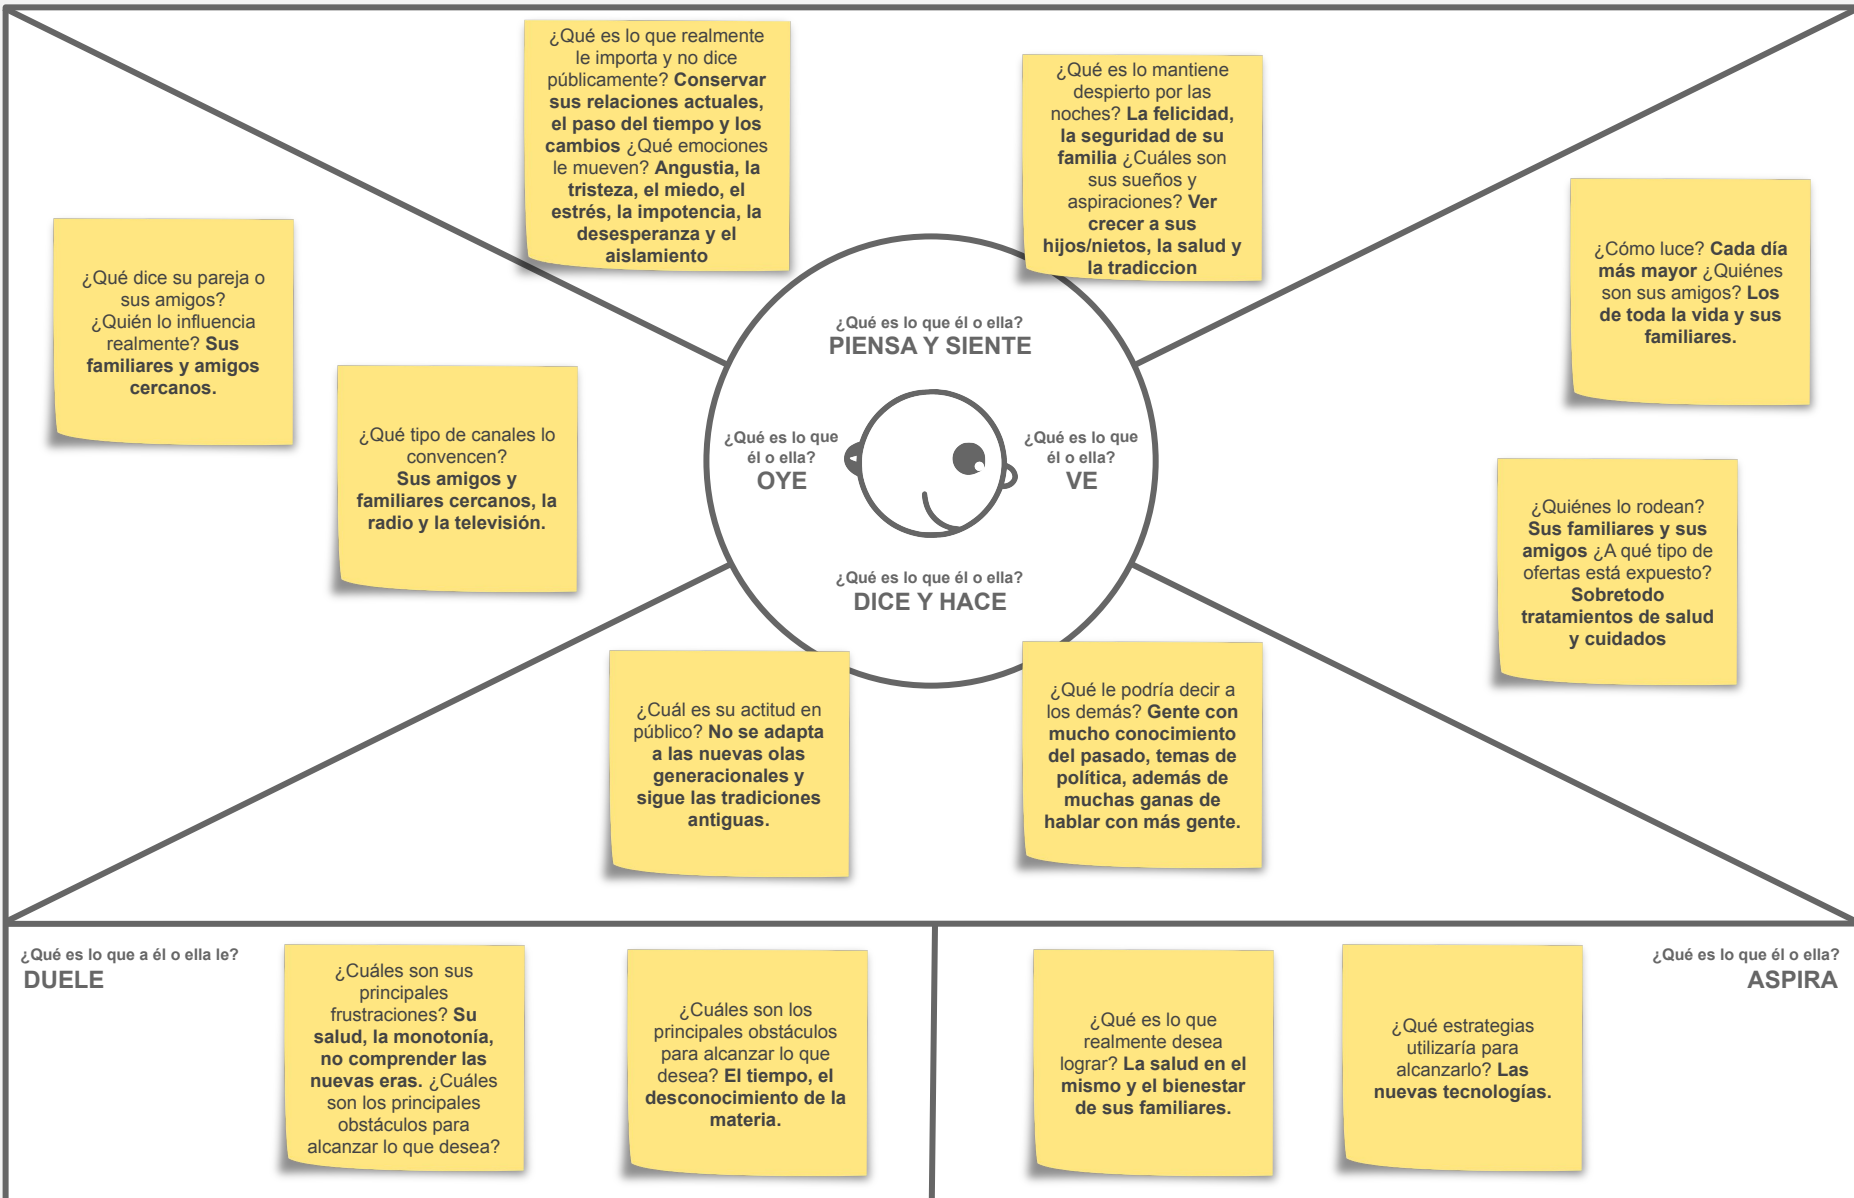 ¿Qué es lo que realmente
le importa y no dice
públicamente? Conservar
sus relaciones actuales,
el paso del tiempo y los
cambios ¿Qué emociones
le mueven? Angustia, la
tristeza, el miedo, el
estrés, la impotencia, la
desesperanza y el
aislamiento
¿Qué es lo mantiene
despierto por las
noches? La felicidad,
la seguridad de su
familia ¿Cuáles son
sus sueños y
aspiraciones? Ver
crecer a sus
hijos/nietos, la salud y
la tradiccion
¿Qué dice su pareja o
sus amigos?
¿Quién lo influencia
realmente? Sus
familiares y amigos
cercanos.
¿Qué tipo de canales lo
convencen?
Sus amigos y
familiares cercanos, la
radio y la televisión.
¿Cómo luce? Cada día
más mayor ¿Quiénes
son sus amigos? Los
de toda la vida y sus
familiares.
¿Quiénes lo rodean?
Sus familiares y sus
amigos ¿A qué tipo de
ofertas está expuesto?
Sobretodo
tratamientos de salud
y cuidados
¿Qué es lo que él o ella?
PIENSA Y SIENTE
¿Qué es lo que
él o ella?
OYE
¿Qué es lo que
él o ella?
VE
¿Qué es lo que él o ella?
DICE Y HACE
¿Cuál es su actitud en
público? No se adapta
a las nuevas olas
generacionales y
sigue las tradiciones
antiguas.
¿Qué le podría decir a
los demás? Gente con
mucho conocimiento
del pasado, temas de
política, además de
muchas ganas de
hablar con más gente.
¿Qué es lo que a él o ella le?
DUELE
¿Cuáles son sus
principales
frustraciones? Su
salud, la monotonía,
no comprender las
nuevas eras. ¿Cuáles
son los principales
obstáculos para
alcanzar lo que desea?
¿Cuáles son los
principales obstáculos
para alcanzar lo que
desea? El tiempo, el
desconocimiento de la
materia.
¿Qué es lo que
realmente desea
lograr? La salud en el
mismo y el bienestar
de sus familiares.
¿Qué estrategias
utilizaría para
alcanzarlo? Las
nuevas tecnologías.
¿Qué es lo que él o ella?
ASPIRA